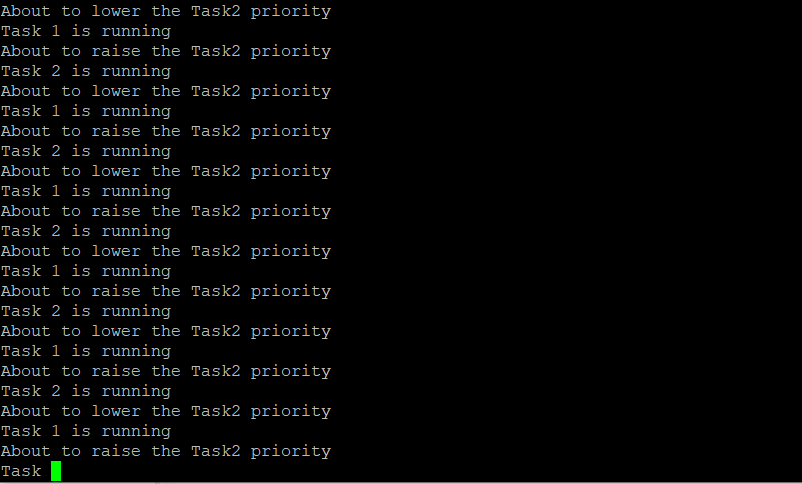 About to lower the Task2 priority
Task 1 is running
About to raise the Task2 priority
Task 2 is running
About to lower the Task2 priority
Task 1 is running
About to raise the Task2 priority
Task 2 is running
About to lower the Task2 priority
Task 1 is running
About to raise the Task2 priority
Task 2 is running
About to lower the Task2 priority
Task 1 is running
About to raise the Task2 priority
Task 2 is running
About to lower the Task2 priority
Task 1 is running
About to raise the Task2 priority
Task 2 is running
About to lower the Task2 priority
Task 1 is running
About to raise the Task2 priority
Task